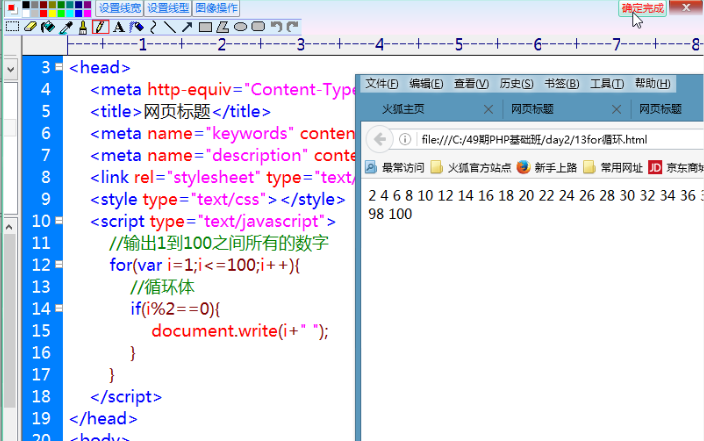 设置线宽 设置线型 图像操作 确定完成
1 2 3 4 5 6 7 8
3 <head>
4 <meta http-equiv="Content-Type
5 <title>网页标题</title>
6 <meta name="keywords" conten
7 <meta name="description" conte
8 <link rel="stylesheet" type="text/
9 <style type="text/css"></style>
10 <script type="text/javascript">
11 //输出1到100之间所有的数字
12 for(var i=1;i<=100;i++){
13 //循环体
14 if(i%2==0){
15 document.write(i+" ");
16 }
17 }
18 </script>
19 </head>
20 <body>
文件(F) 编辑(E) 查看(V) 历史(S) 书签(B) 工具(T) 帮助(H)
火狐主页 网页标题 网页标题
file:///C:/49期PHP基础班/day2/13for循环.html
最常访问 火狐官方站点 新手上路 常用网址 JD 京东商城
2 4 6 8 10 12 14 16 18 20 22 24 26 28 30 32 34 36 3
98 100